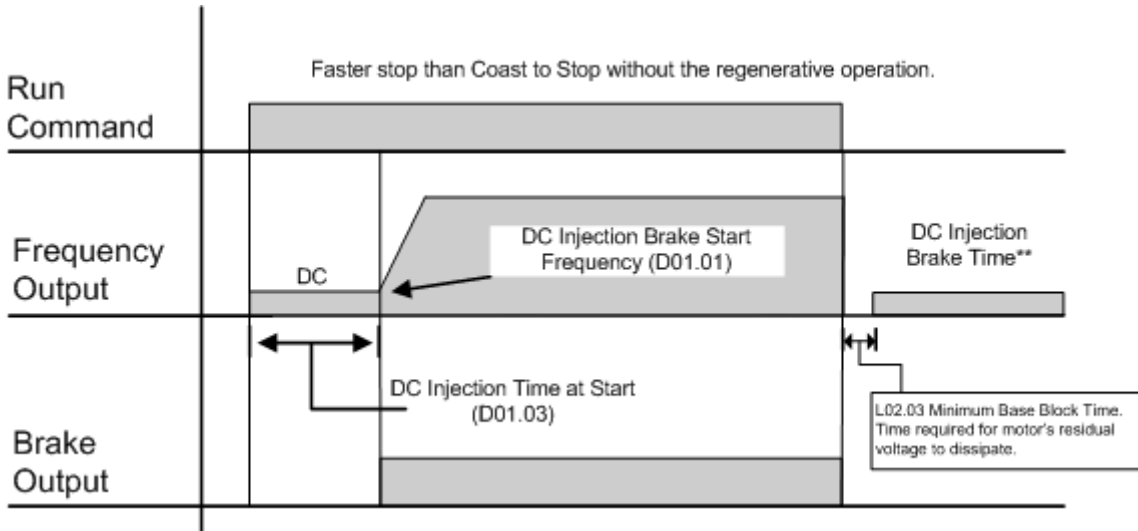 Faster stop than Coast to Stop without the regenerative operation.
Run
Command
Frequency
Output
DC
DC Injection Brake Start
Frequency (D01.01)
DC Injection
Brake Time**
DC Injection Time at Start
(D01.03)
L02.03 Minimum Base Block Time.
Time required for motor's residual
voltage to dissipate.
Brake
Output